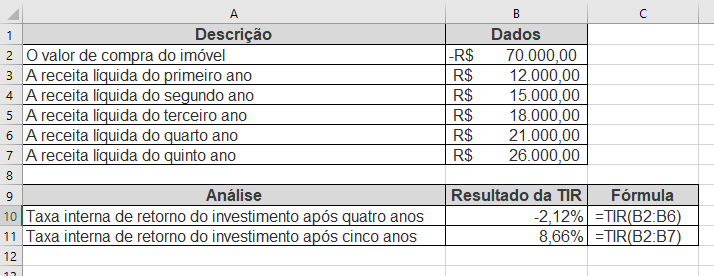 A B C
1 Descrição Dados
2 O valor de compra do imóvel -R$ 70.000,00
3 A receita líquida do primeiro ano R$ 12.000,00
4 A receita líquida do segundo ano R$ 15.000,00
5 A receita líquida do terceiro ano R$ 18.000,00
6 A receita líquida do quarto ano R$ 21.000,00
7 A receita líquida do quinto ano R$ 26.000,00
8
9 Análise Resultado da TIR Fórmula
10 Taxa interna de retorno do investimento após quatro anos -2,12% =TIR(B2:B6)
11 Taxa interna de retorno do investimento após cinco anos 8,66% =TIR(B2:B7)
12